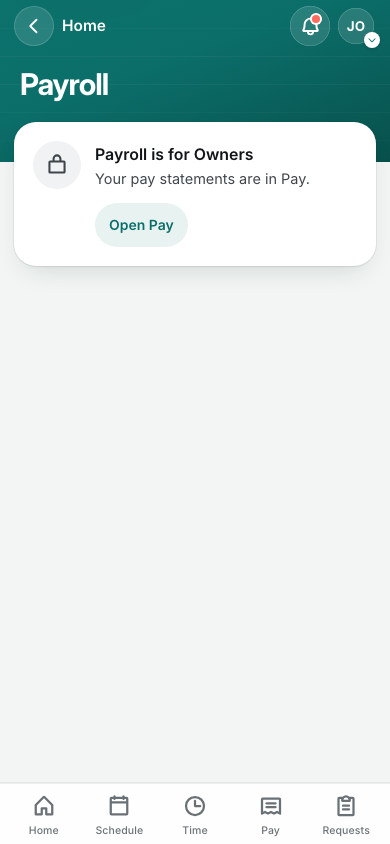 Home
JO
Payroll
Payroll is for Owners
Your pay statements are in Pay.
Open Pay
Home
Schedule
Time
Pay
Requests